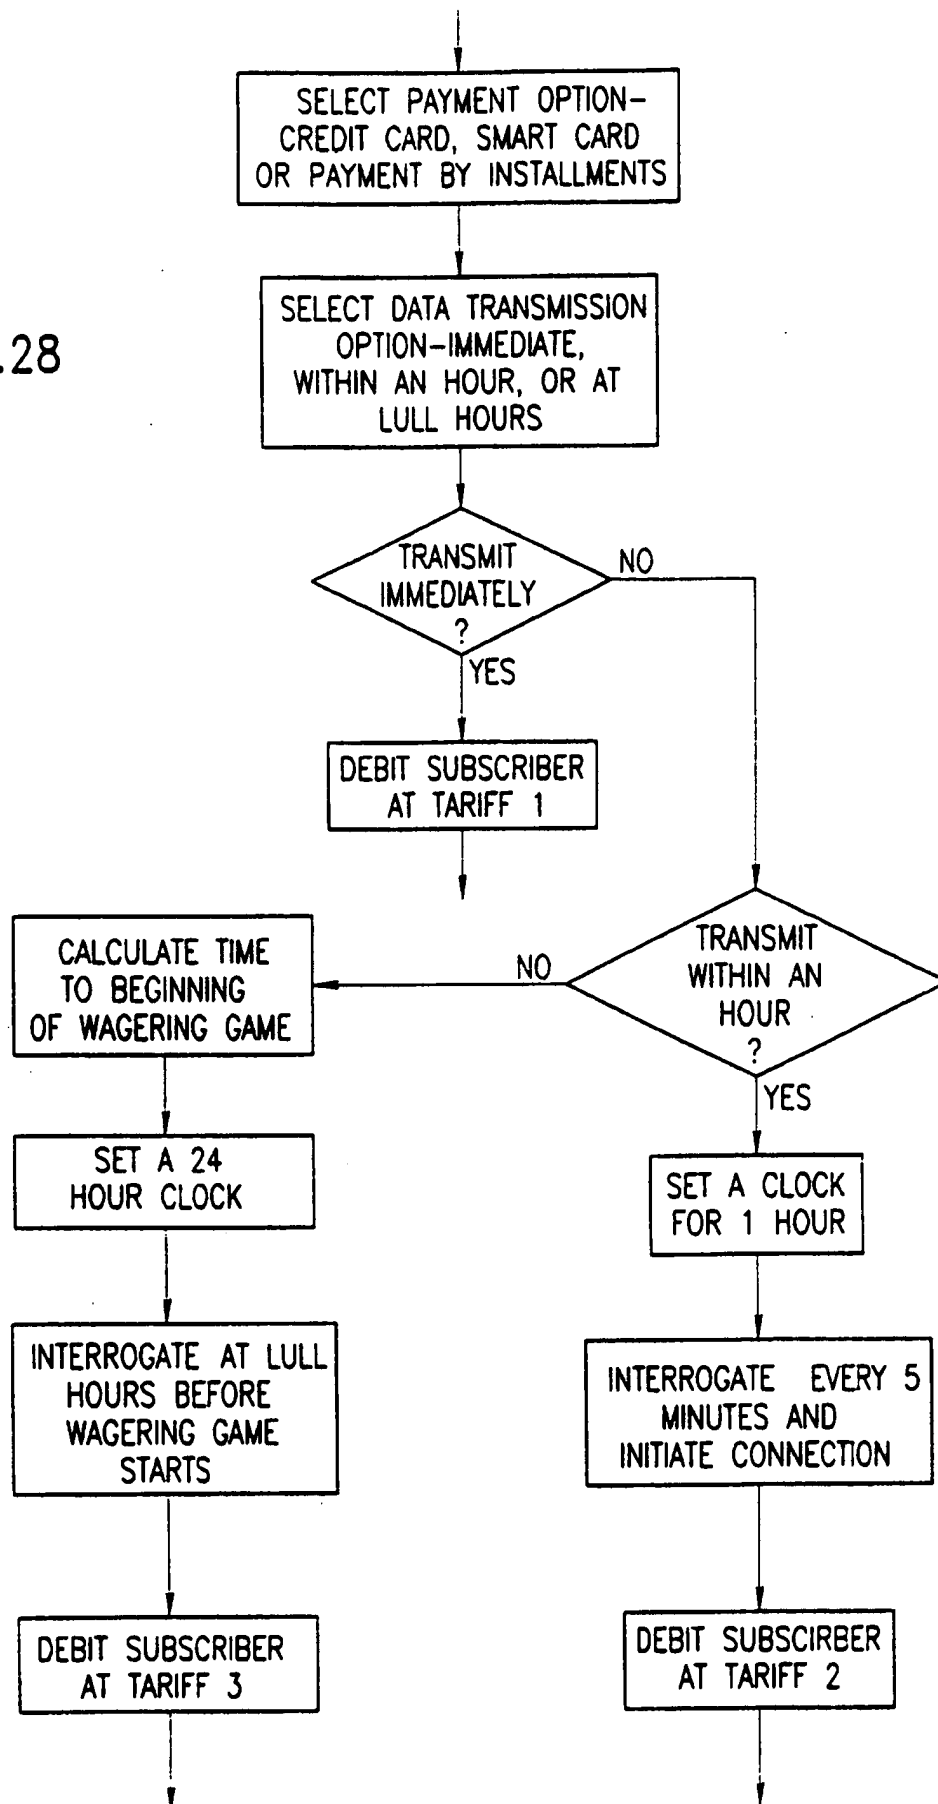 SELECT PAYMENT OPTION-
CREDIT CARD, SMART CARD
OR PAYMENT BY INSTALLMENTS
SELECT DATA TRANSMISSION
OPTION-IMMEDIATE,
WITHIN AN HOUR, OR AT
LULL HOURS
.28
TRANSMIT
IMMEDIATELY
?
NO
YES
DEBIT SUBSCRIBER
AT TARIFF 1
TRANSMIT
WITHIN AN
HOUR
?
NO
YES
CALCULATE TIME
TO BEGINNING
OF WAGERING GAME
SET A 24
HOUR CLOCK
SET A CLOCK
FOR 1 HOUR
INTERROGATE AT LULL
HOURS BEFORE
WAGERING GAME
STARTS
INTERROGATE EVERY 5
MINUTES AND
INITIATE CONNECTION
DEBIT SUBSCRIBER
AT TARIFF 3
DEBIT SUBSCIRBER
AT TARIFF 2